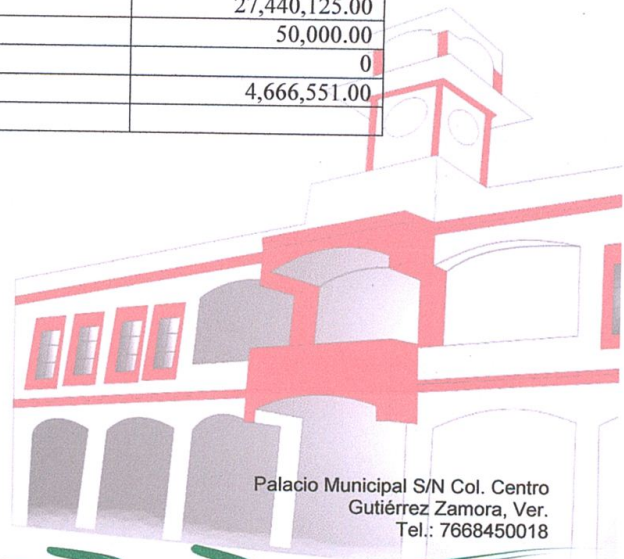 27,440,125.00
50,000.00
0
4,666,551.00
Palacio Municipal S/N Col. Centro
Gutiérrez Zamora, Ver.
Tel.: 7668450018